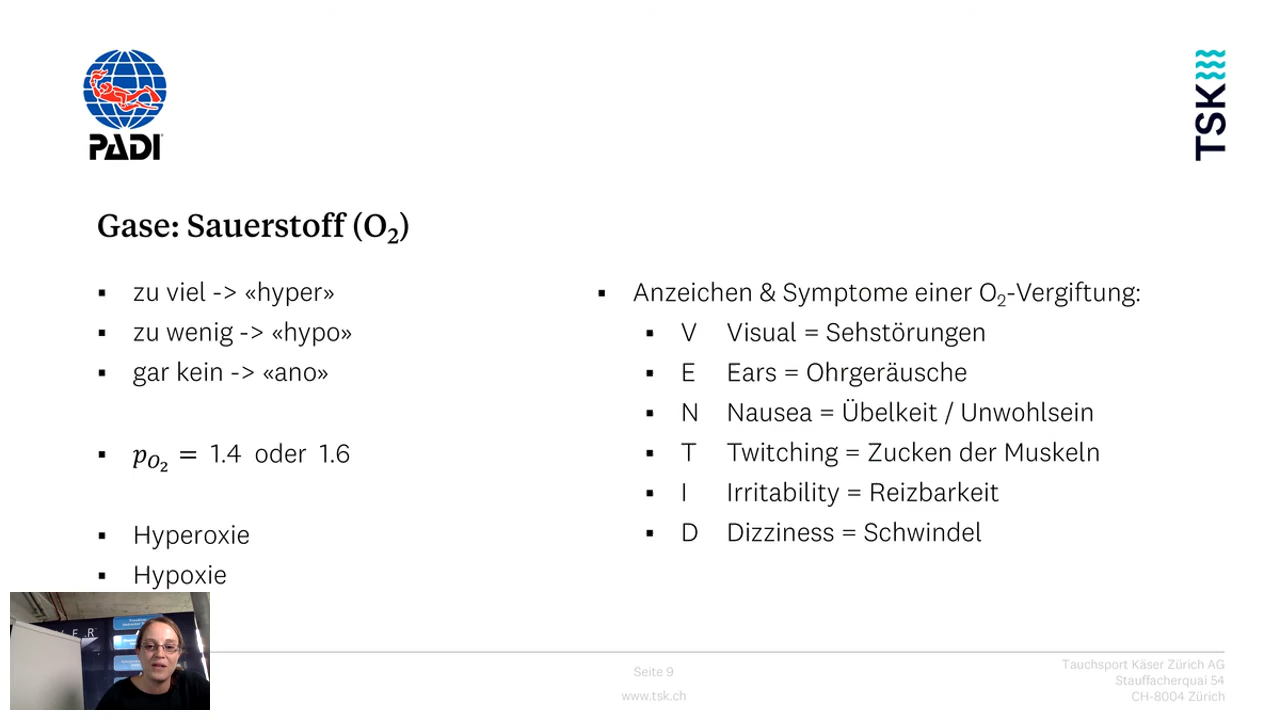 PADI
TSK
Gase: Sauerstoff (O₂)
▪ zu viel -> «hyper»
▪ zu wenig -> «hypo»
▪ gar kein -> «ano»
▪ pO₂ = 1.4 oder 1.6
▪ Hyperoxie
▪ Hypoxie
▪ Anzeichen & Symptome einer O₂-Vergiftung:
▪ V Visual = Sehstörungen
▪ E Ears = Ohrgeräusche
▪ N Nausea = Übelkeit / Unwohlsein
▪ T Twitching = Zucken der Muskeln
▪ I Irritability = Reizbarkeit
▪ D Dizziness = Schwindel
Seite 9
www.tsk.ch
Tauchsport Käser Zürich AG
Stauffacherquai 54
CH-8004 Zürich